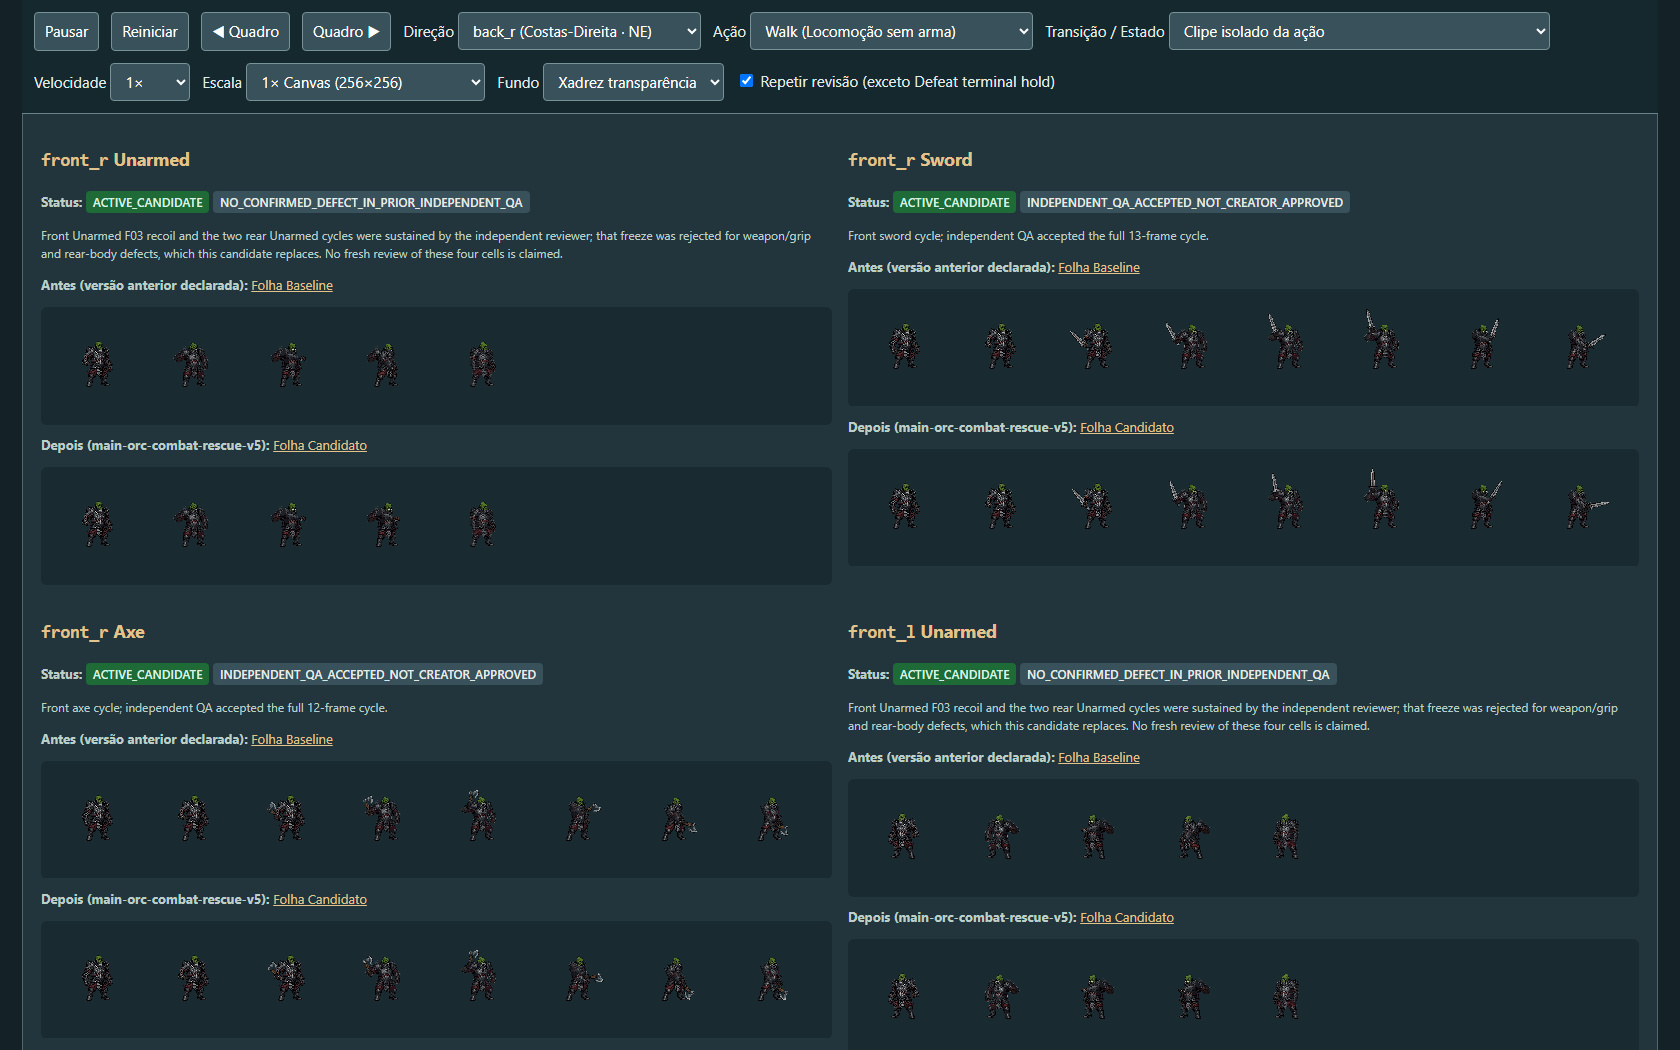 Pausar
Reiniciar
◀ Quadro
Quadro ▶
Direção back_r (Costas-Direita · NE)
Ação Walk (Locomoção sem arma)
Transição / Estado Clipe isolado da ação
Velocidade 1×
Escala 1× Canvas (256×256)
Fundo Xadrez transparência
Repetir revisão (exceto Defeat terminal hold)
front_r Unarmed
Status: ACTIVE_CANDIDATE NO_CONFIRMED_DEFECT_IN_PRIOR_INDEPENDENT_QA
Front Unarmed F03 recoil and the two rear Unarmed cycles were sustained by the independent reviewer; that freeze was rejected for weapon/grip
and rear-body defects, which this candidate replaces. No fresh review of these four cells is claimed.
Antes (versão anterior declarada): Folha Baseline
Depois (main-orc-combat-rescue-v5): Folha Candidato
front_r Sword
Status: ACTIVE_CANDIDATE INDEPENDENT_QA_ACCEPTED_NOT_CREATOR_APPROVED
Front sword cycle; independent QA accepted the full 13-frame cycle.
Antes (versão anterior declarada): Folha Baseline
Depois (main-orc-combat-rescue-v5): Folha Candidato
front_r Axe
Status: ACTIVE_CANDIDATE INDEPENDENT_QA_ACCEPTED_NOT_CREATOR_APPROVED
Front axe cycle; independent QA accepted the full 12-frame cycle.
Antes (versão anterior declarada): Folha Baseline
Depois (main-orc-combat-rescue-v5): Folha Candidato
front_l Unarmed
Status: ACTIVE_CANDIDATE NO_CONFIRMED_DEFECT_IN_PRIOR_INDEPENDENT_QA
Front Unarmed F03 recoil and the two rear Unarmed cycles were sustained by the independent reviewer; that freeze was rejected for weapon/grip
and rear-body defects, which this candidate replaces. No fresh review of these four cells is claimed.
Antes (versão anterior declarada): Folha Baseline
Depois (main-orc-combat-rescue-v5): Folha Candidato